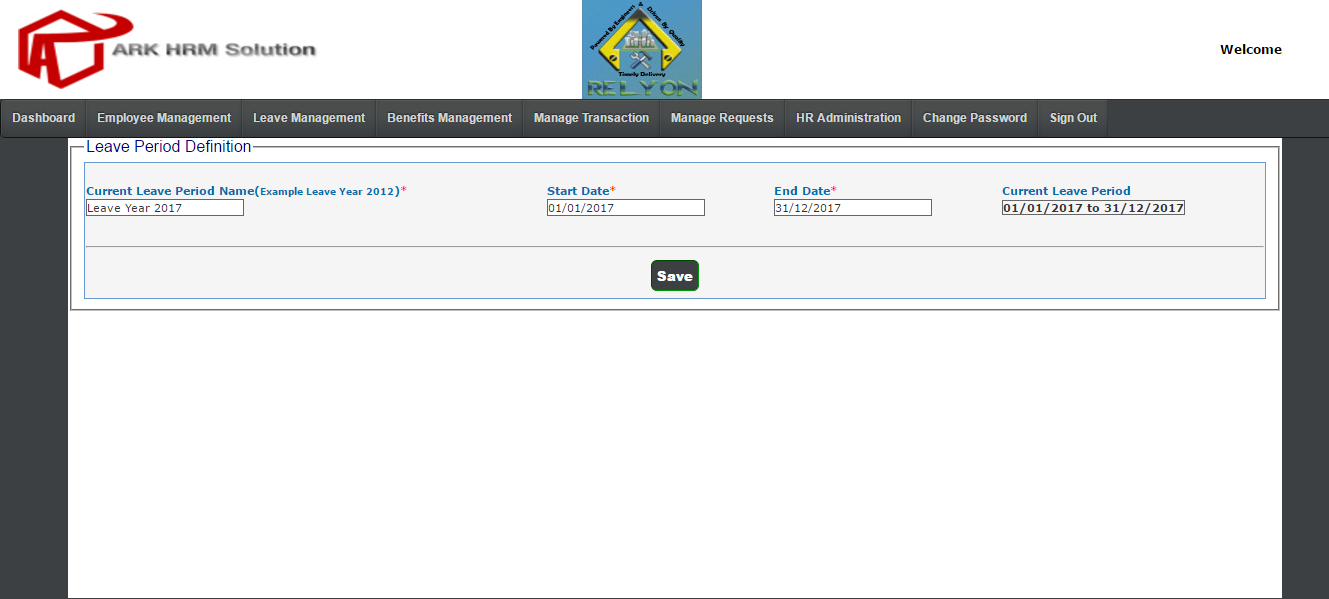 ARK HRM Solution
Powered By Engineers & Driven By Quality
Timely Delivery
RELYON
Welcome
Dashboard Employee Management Leave Management Benefits Management Manage Transaction Manage Requests HR Administration Change Password Sign Out
Leave Period Definition
Current Leave Period Name(Example Leave Year 2012)* Start Date* End Date* Current Leave Period
Leave Year 2017 01/01/2017 31/12/2017 01/01/2017 to 31/12/2017
Save